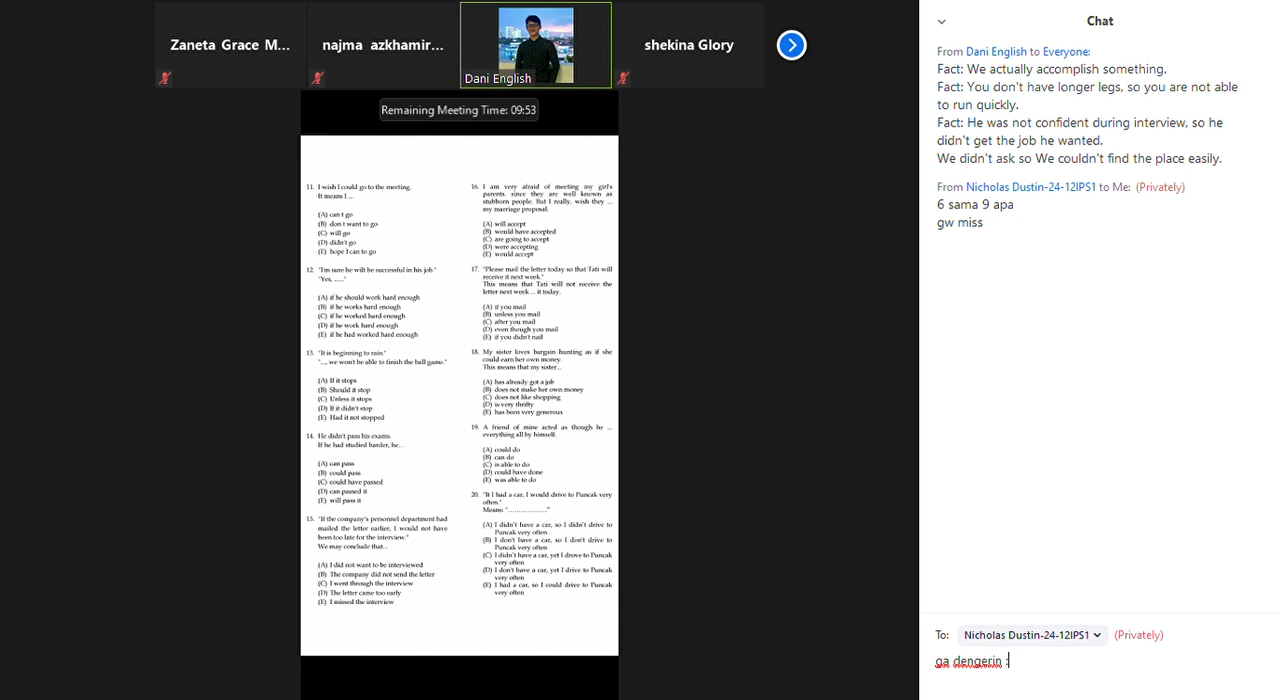 Zaneta Grace M...
najma azkhamir...
Dani English
shekina Glory
Remaining Meeting Time: 09:53
11. I wish I could go to the meeting.
It means I ...
(A) can t go
(B) don t want to go
(C) will go
(D) didn't go
(E) hope I can to go
12. "I'm sure he will be successful in his job."
"Yes, ....."
(A) if he should work hard enough
(B) if he works hard enough
(C) if he worked hard enough
(D) if he work hard enough
(E) if he had worked hard enough
13. "It is beginning to rain."
"..., we won't be able to finish the ball game."
(A) If it stops
(B) Should it stop
(C) Unless it stops
(D) If it didn't stop
(E) Had it not stopped
14. He didn't pass his exams.
If he had studied harder, he...
(A) can pass
(B) could pass
(C) could have passed
(D) can passed it
(E) will pass it
15. "If the company's personnel department had
mailed the letter earlier, I would not have
been too late for the interview."
We may conclude that...
(A) I did not want to be interviewed
(B) The company did not send the letter
(C) I went through the interview
(D) The letter came too early
(E) I missed the interview
16. I am very afraid of meeting my girl's
parents, since they are well known as
stubborn people. But I really, wish they ...
my marriage proposal.
(A) will accept
(B) would have accepted
(C) are going to accept
(D) were accepting
(E) would accept
17. "Please mail the letter today so that Tati will
receive it next week."
This means that Tati will not receive the
letter next week... it today.
(A) if you mail
(B) unless you mail
(C) after you mail
(D) even though you mail
(E) if you didn't nail
18. My sister loves bargain hunting as if she
could earn her own money.
This means that my sister...
(A) has already got a job
(B) does not make her own money
(C) does not like shopping
(D) is very thrifty
(E) has been very generous
19. A friend of mine acted as though he ...
everything all by himself.
(A) could do
(B) can do
(C) is able to do
(D) could have done
(E) was able to do
20. "If I had a car, I would drive to Puncak very
often."
Means: "..................."
(A) I didn't have a car, so I didn't drive to
Puncak very often
(B) I don't have a car, so I don't drive to
Puncak very often
(C) I didn't have a car, yet I drove to Puncak
very often
(D) I don't have a car, yet I drive to Puncak
very often
(E) I had a car, so I could drive to Puncak
very often
Chat
From Dani English to Everyone:
Fact: We actually accomplish something.
Fact: You don't have longer legs, so you are not able
to run quickly.
Fact: He was not confident during interview, so he
didn't get the job he wanted.
We didn't ask so We couldn't find the place easily.
From Nicholas Dustin-24-12IPS1 to Me: (Privately)
6 sama 9 apa
gw miss
To: Nicholas Dustin-24-12IPS1 (Privately)
ga dengerin :